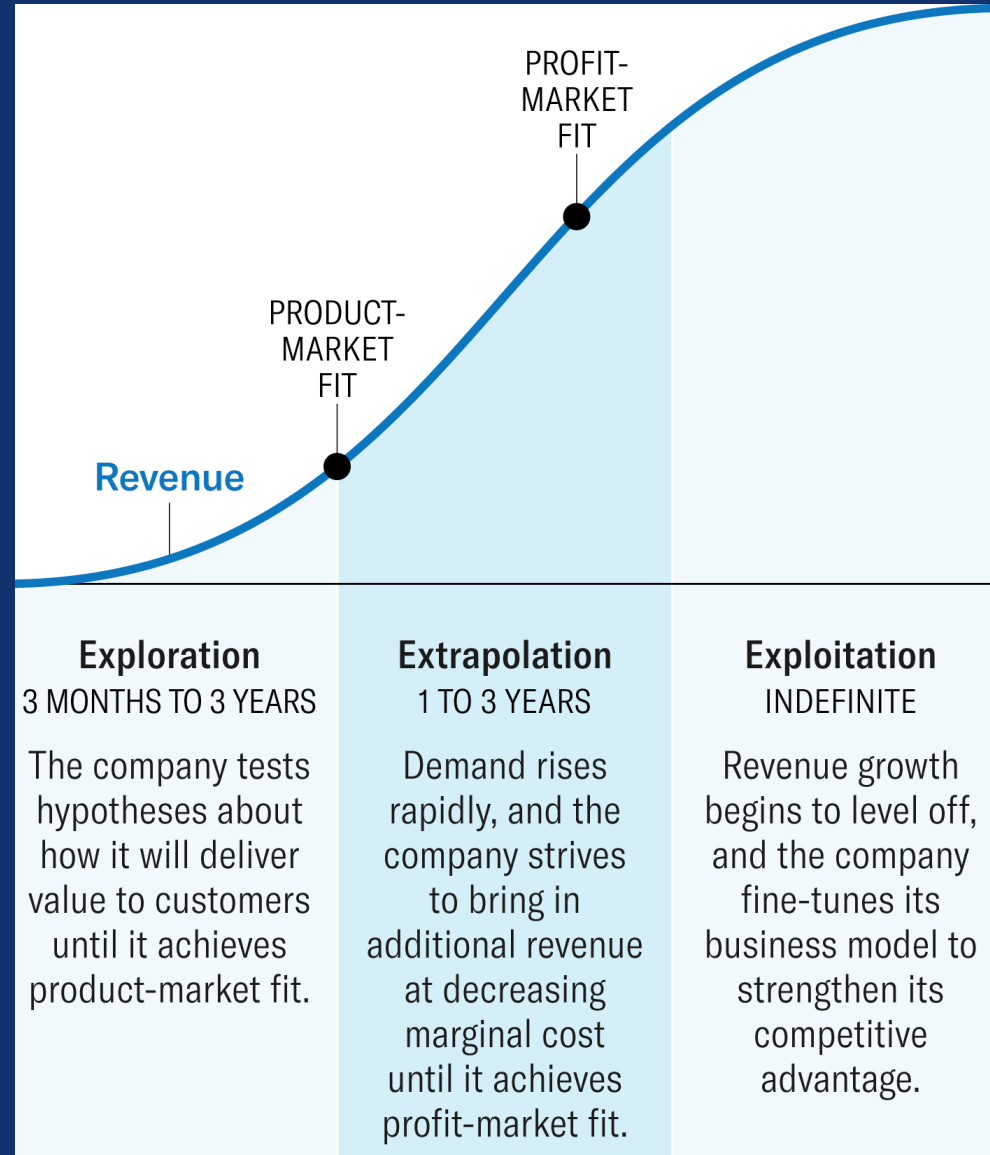 PROFIT-
MARKET
FIT
PRODUCT-
MARKET
FIT
Revenue
Exploration
3 MONTHS TO 3 YEARS
The company tests
hypotheses about
how it will deliver
value to customers
until it achieves
product-market fit.
Extrapolation
1 TO 3 YEARS
Demand rises
rapidly, and the
company strives
to bring in
additional revenue
at decreasing
marginal cost
until it achieves
profit-market fit.
Exploitation
INDEFINITE
Revenue growth
begins to level off,
and the company
fine-tunes its
business model to
strengthen its
competitive
advantage.